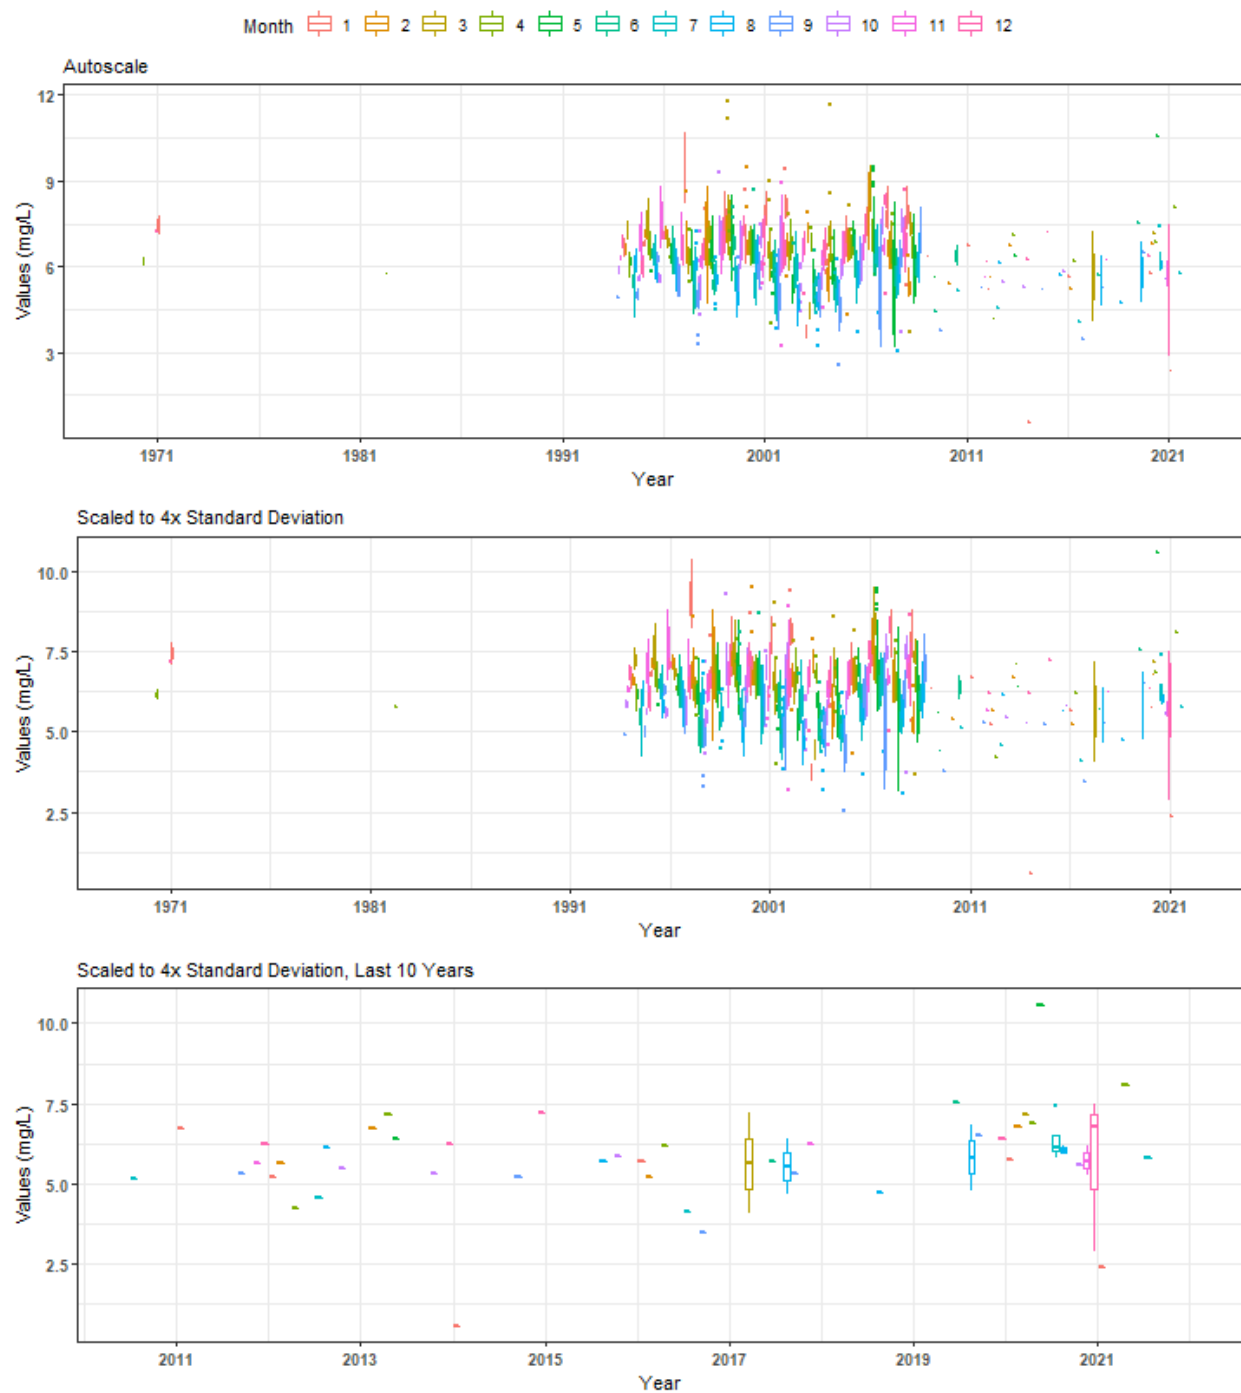 Month 1 2 3 4 5 6 7 8 9 10 11 12
Autoscale
12
9
6
3
Values (mg/L)
1971 1981 1991 2001 2011 2021
Year
Scaled to 4x Standard Deviation
10.0
7.5
5.0
2.5
Values (mg/L)
1971 1981 1991 2001 2011 2021
Year
Scaled to 4x Standard Deviation, Last 10 Years
10.0
7.5
5.0
2.5
Values (mg/L)
2011 2013 2015 2017 2019 2021
Year